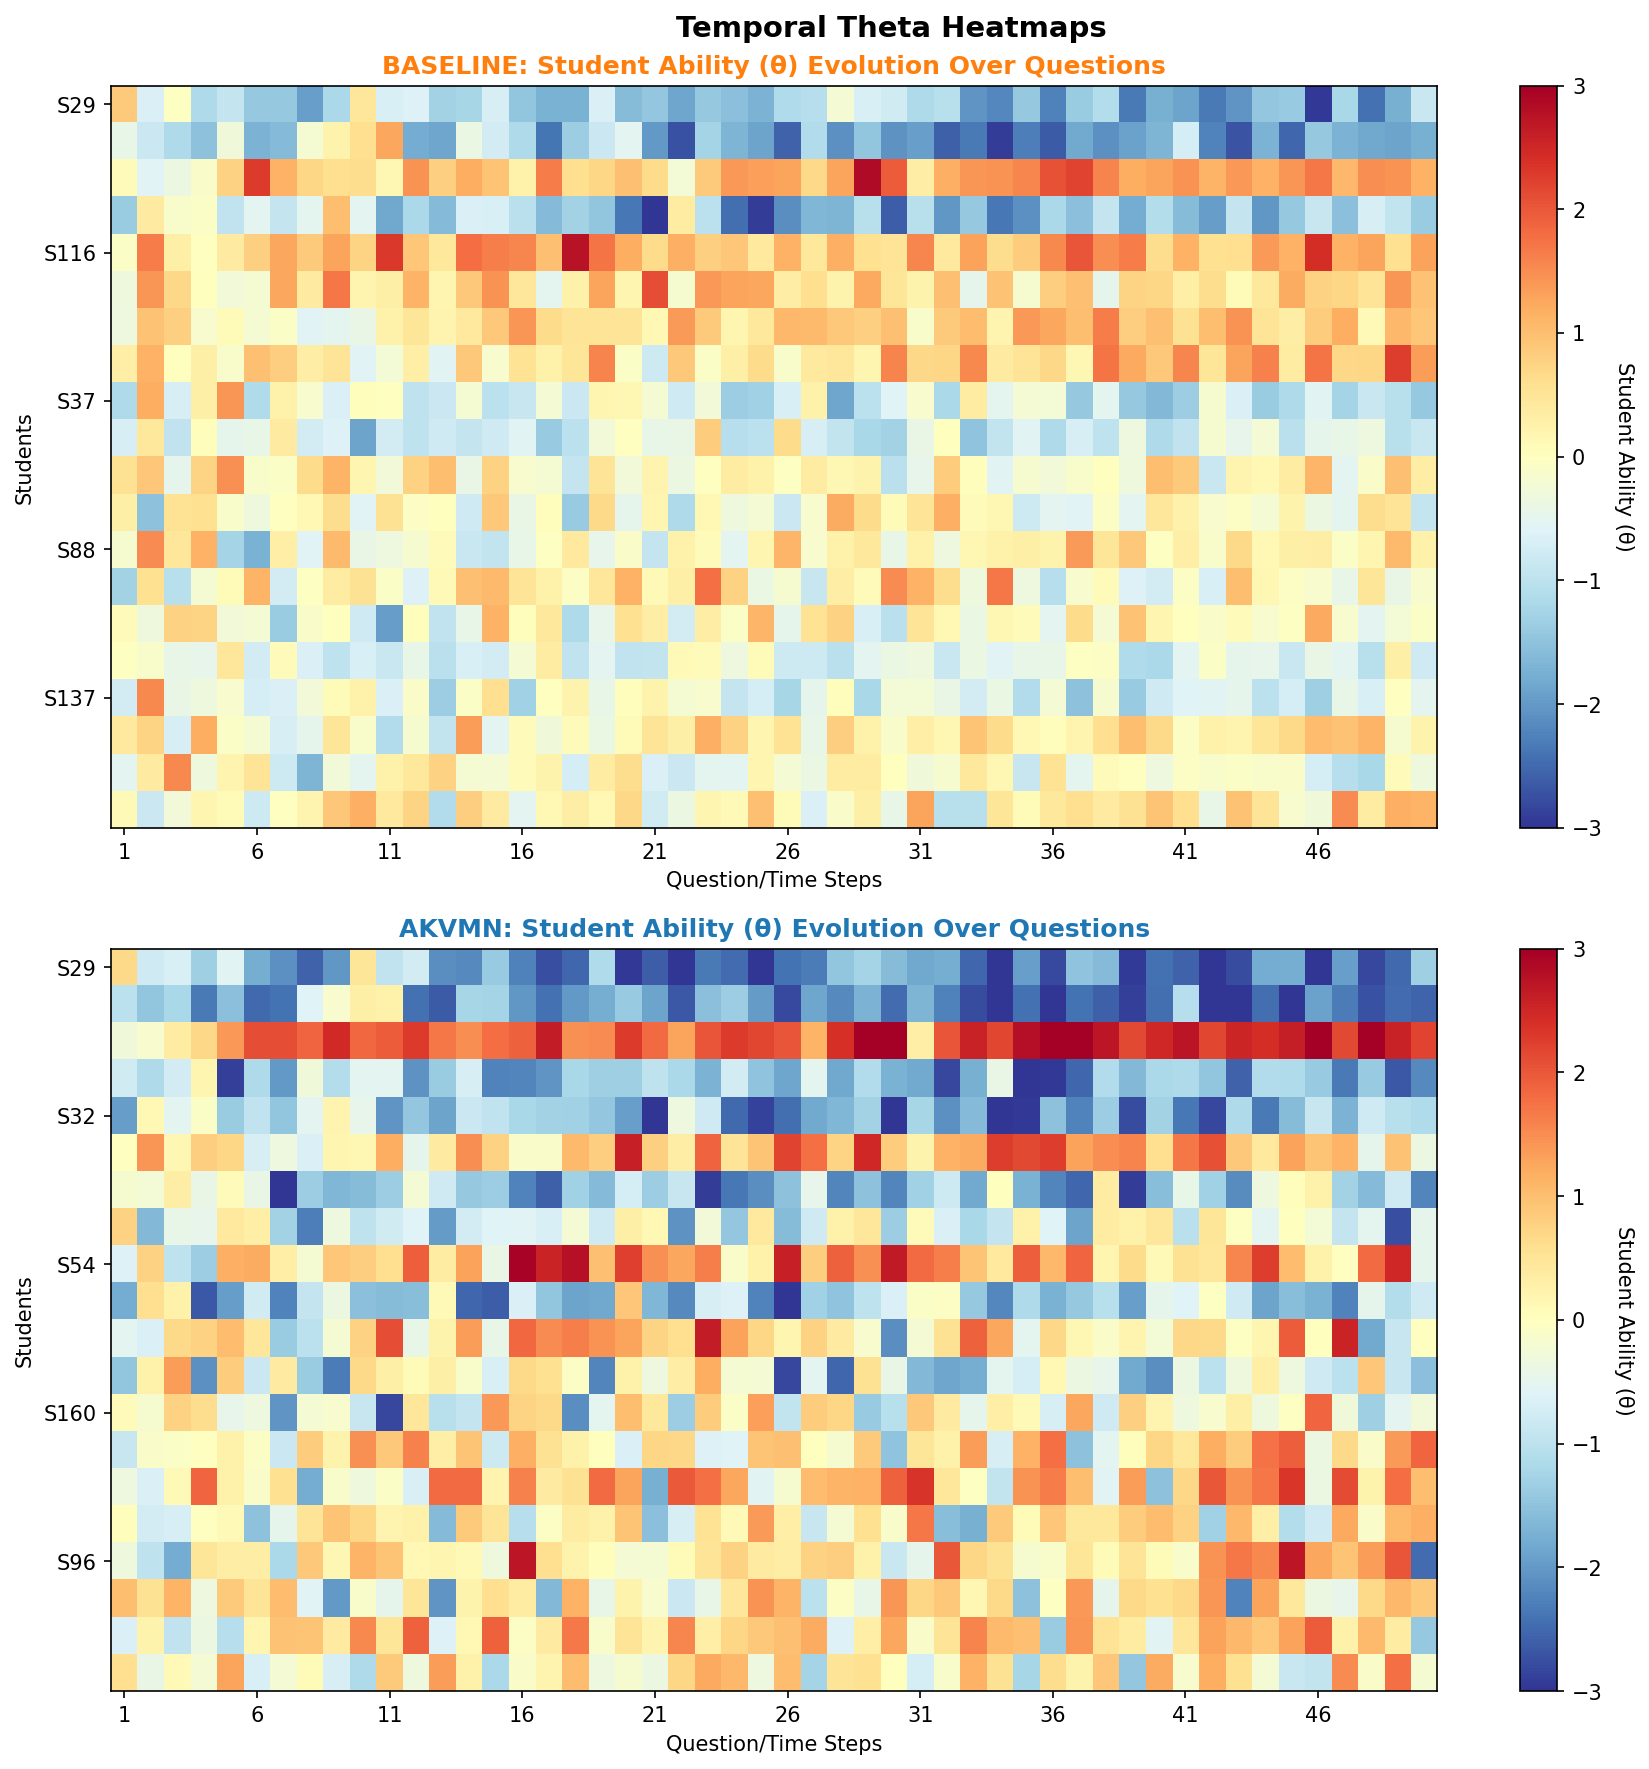 Temporal Theta Heatmaps
BASELINE: Student Ability (θ) Evolution Over Questions
S29
S116
S37
S88
S137
Students
1 6 11 16 21 26 31 36 41 46
Question/Time Steps
3
2
1
0
−1
−2
−3
Student Ability (θ)
AKVMN: Student Ability (θ) Evolution Over Questions
S29
S32
S54
S160
S96
Students
1 6 11 16 21 26 31 36 41 46
Question/Time Steps
3
2
1
0
−1
−2
−3
Student Ability (θ)